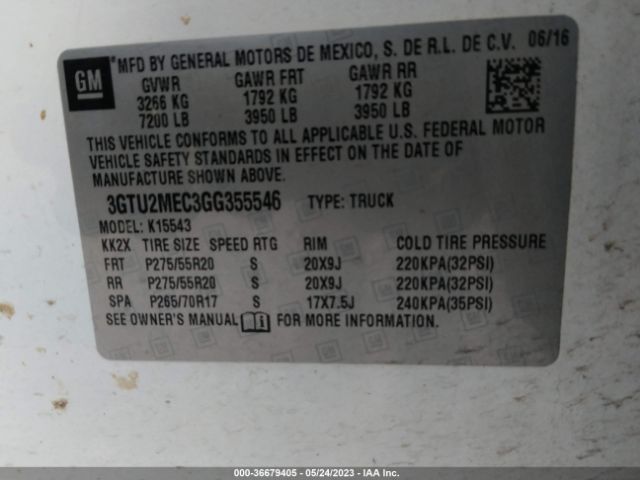 GM
MFD BY GENERAL MOTORS DE MEXICO, S. DE R.L. DE C.V. 06/16
GVWR GAWR FRT GAWR RR
3266 KG 1792 KG 1792 KG
7200 LB 3950 LB 3950 LB
THIS VEHICLE CONFORMS TO ALL APPLICABLE U.S. FEDERAL MOTOR
VEHICLE SAFETY STANDARDS IN EFFECT ON THE DATE OF
MANUFACTURE SHOWN ABOVE.
3GTU2MEC3GG355546 TYPE: TRUCK
MODEL: K15543
KK2X TIRE SIZE SPEED RTG RIM COLD TIRE PRESSURE
FRT P275/55R20 S 20X9J 220KPA(32PSI)
RR P275/55R20 S 20X9J 220KPA(32PSI)
SPA P265/70R17 S 17X7.5J 240KPA(35PSI)
SEE OWNER'S MANUAL FOR MORE INFORMATION.
000-36679405 - 05/24/2023 - IAA Inc.